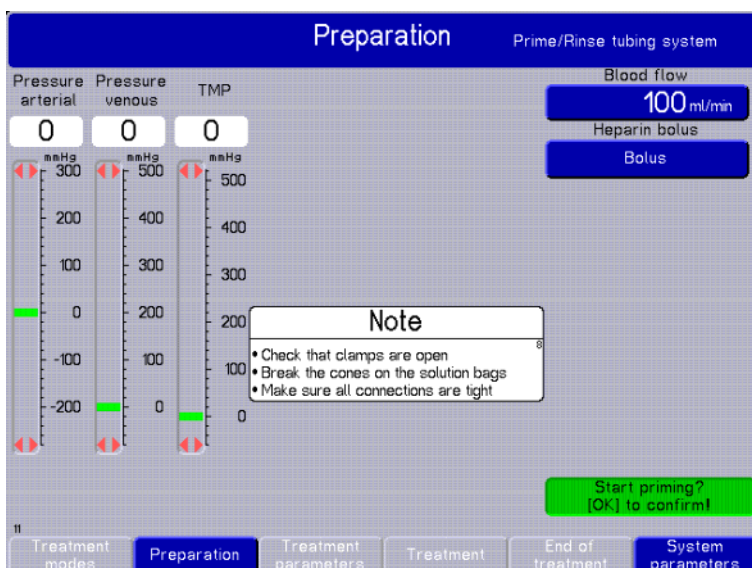 Preparation
Prime/Rinse tubing system
Pressure arterial
Pressure venous
TMP
Blood flow
100 ml/min
Heparin bolus
Bolus
0
0
0
mmHg
300
200
100
0
-100
-200
mmHg
500
400
300
200
100
0
mmHg
500
400
300
200
100
0
Note
8
• Check that clamps are open
• Break the cones on the solution bags
• Make sure all connections are tight
Start priming?
[OK] to confirm!
11
Treatment
modes
Preparation
Treatment
parameters
Treatment
End of
treatment
System
parameters